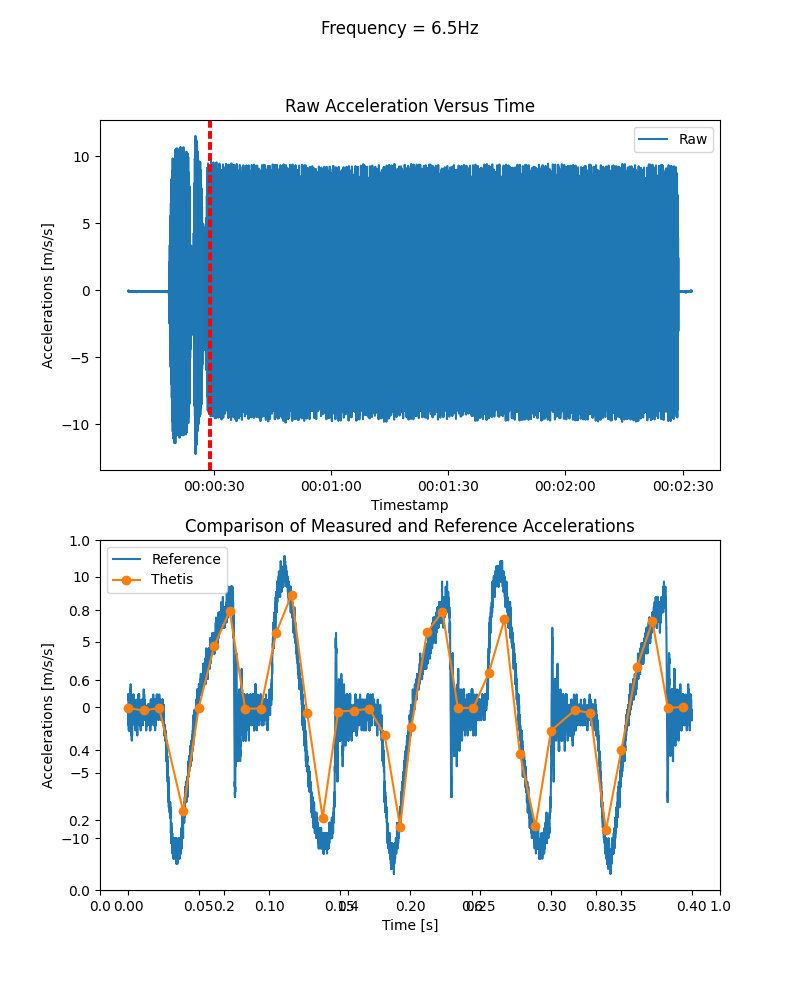 Frequency = 6.5Hz
Raw Acceleration Versus Time
Raw
10
5
0
−5
−10
Accelerations [m/s/s]
00:00:30 00:01:00 00:01:30 00:02:00 00:02:30
Timestamp
Comparison of Measured and Reference Accelerations
Reference
Thetis
1.0
10
0.8
5
0.6
0
0.4
−5
0.2
−10
0.0
Accelerations [m/s/s]
0.0 0.00 0.05 0.2 0.10 0.15 0.4 0.20 0.6 0.25 0.30 0.8 0.35 0.40 1.0
Time [s]